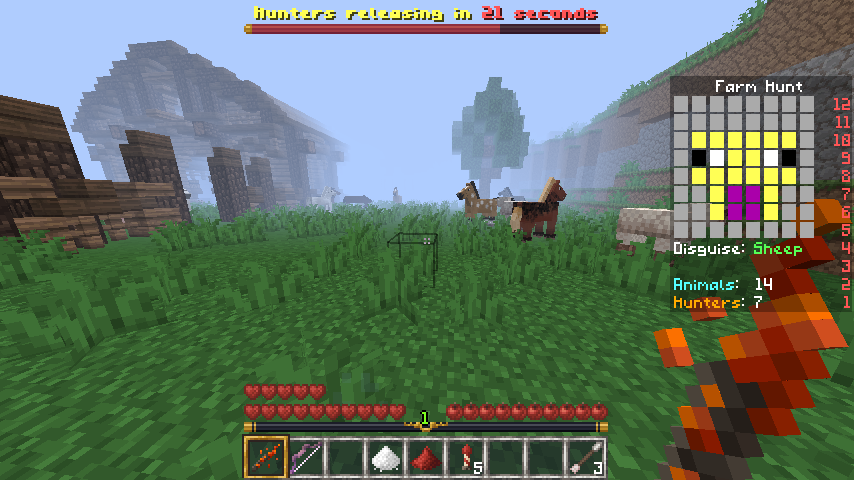 Hunters releasing in 21 seconds
Farm Hunt
12
11
10
9
8
7
6
5
Disguise: Sheep 4
3
Animals: 14 2
Hunters: 7 1
1
5
3